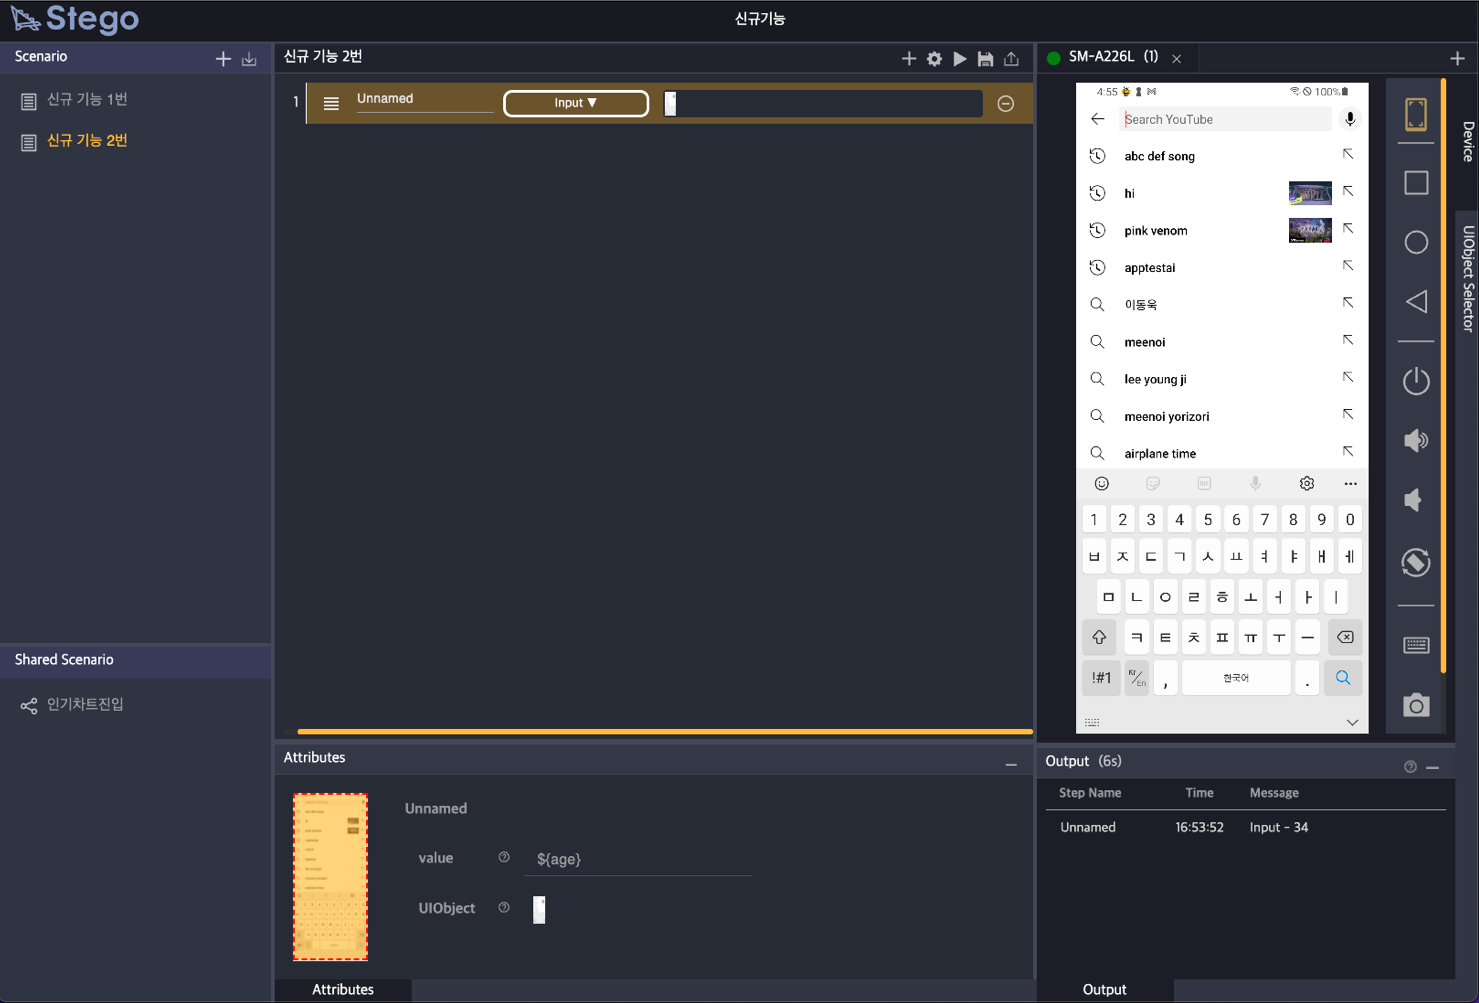 Stego
신규기능
Scenario
신규 기능 1번
신규 기능 2번
Shared Scenario
인기차트진입
신규 기능 2번
1
Unnamed
Input ▼
Attributes
Unnamed
value
${age}
UIObject
Attributes
SM-A226L (1)
4:55
100%
Search YouTube
abc def song
hi
pink venom
apptestai
이동욱
meenoi
lee young ji
meenoi yorizori
airplane time
GIF
1 2 3 4 5 6 7 8 9 0
ㅂ ㅈ ㄷ ㄱ ㅅ ㅛ ㅕ ㅑ ㅐ ㅔ
ㅁ ㄴ ㅇ ㄹ ㅎ ㅗ ㅓ ㅏ ㅣ
ㅋ ㅌ ㅊ ㅍ ㅠ ㅜ ㅡ
!#1 Kr/En , 한국어 .
Device
UIObject Selector
Output (6s)
Step Name Time Message
Unnamed 16:53:52 Input - 34
Output